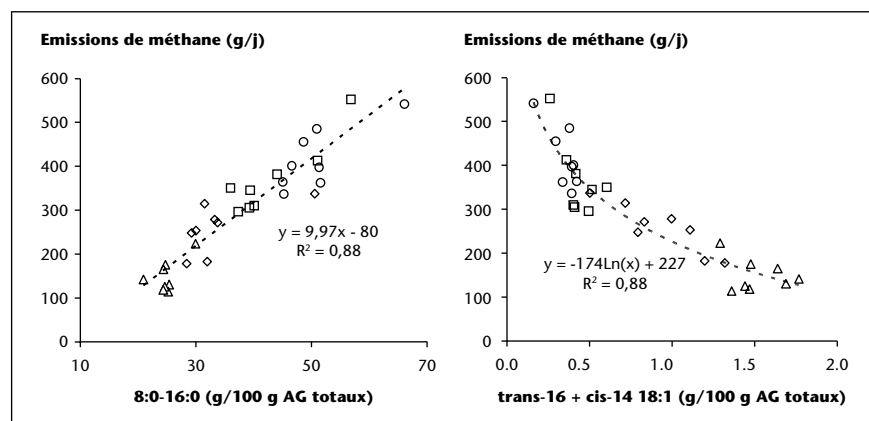 Emissions de méthane (g/j)
600
500
400
300
200
100
0
y = 9,97x - 80
R² = 0,88
10 30 50 70
8:0-16:0 (g/100 g AG totaux)
Emissions de méthane (g/j)
600
500
400
300
200
100
0
y = -174Ln(x) + 227
R² = 0,88
0.0 0.5 1.0 1.5 2.0
trans-16 + cis-14 18:1 (g/100 g AG totaux)